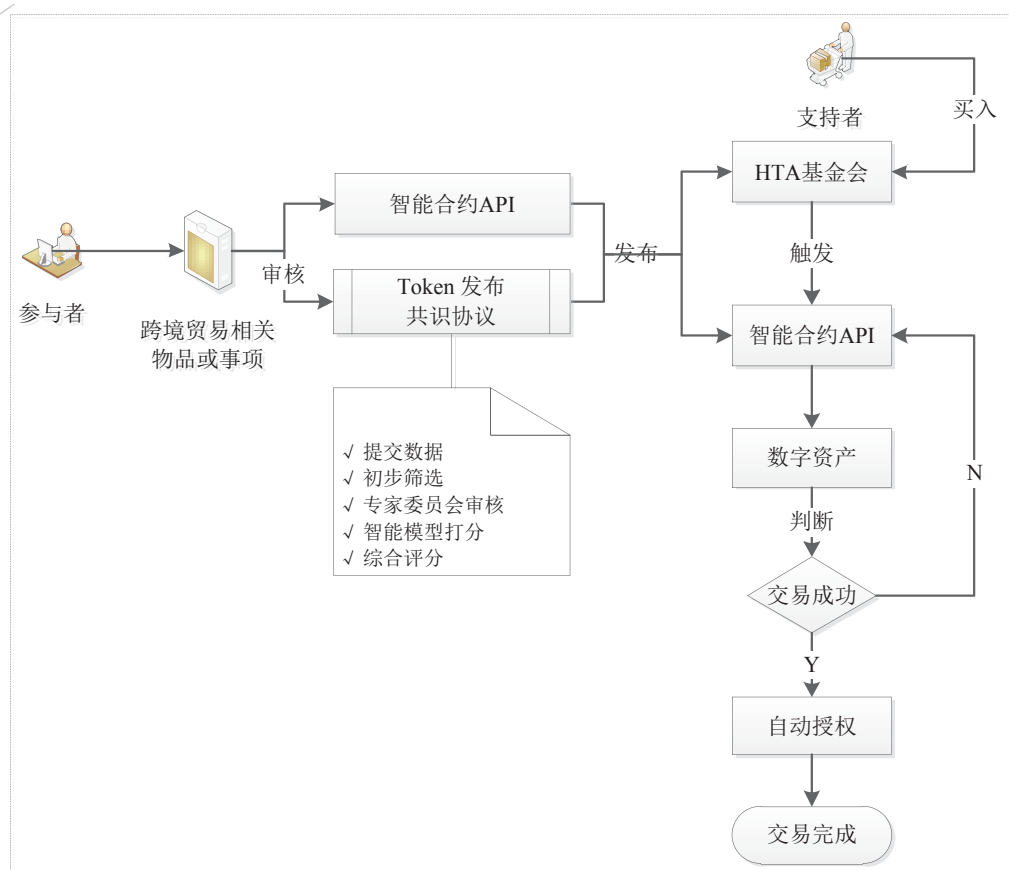 支持者
买入
HTA基金会
智能合约API
发布
触发
审核
Token 发布
共识协议
参与者
跨境贸易相关
物品或事项
智能合约API
√ 提交数据
√ 初步筛选
√ 专家委员会审核
√ 智能模型打分
√ 综合评分
数字资产
N
判断
交易成功
Y
自动授权
交易完成